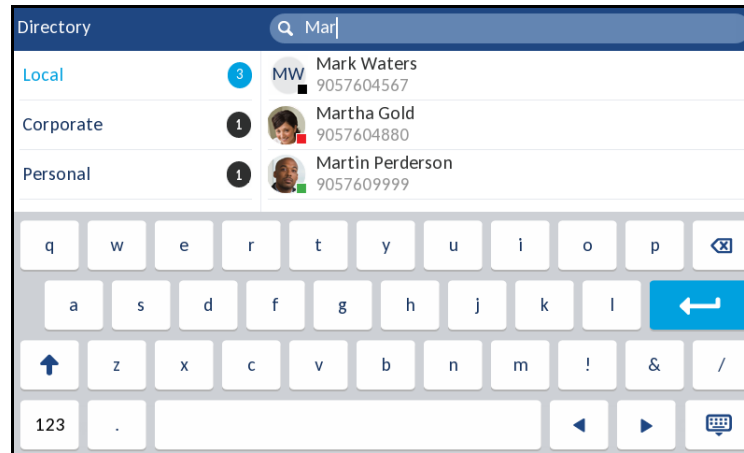 Directory
Mar
Local 3
Corporate 1
Personal 1
MW Mark Waters
9057604567
Martha Gold
9057604880
Martin Perderson
9057609999
q w e r t y u i o p
a s d f g h j k l
z x c v b n m ! & /
123 .